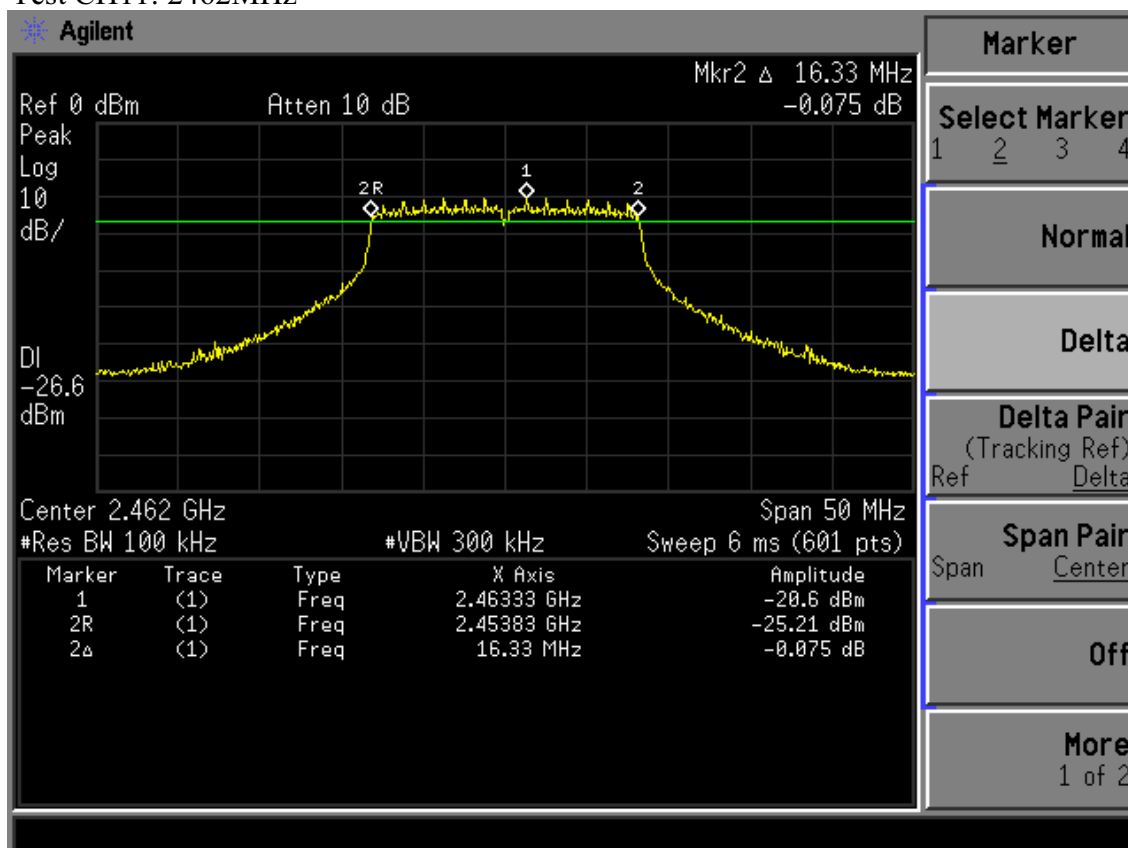 Test CH11: 2462MHz
Agilent
Mkr2 Δ 16.33 MHz
Ref 0 dBm Atten 10 dB -0.075 dB
Peak
Log
10
dB/
2R
1
2
DI
-26.6
dBm
Center 2.462 GHz Span 50 MHz
#Res BW 100 kHz #VBW 300 kHz Sweep 6 ms (601 pts)
Marker Trace Type X Axis Amplitude
1 (1) Freq 2.46333 GHz -20.6 dBm
2R (1) Freq 2.45383 GHz -25.21 dBm
2Δ (1) Freq 16.33 MHz -0.075 dB
Marker
Select Marker
1 2 3 4
Normal
Delta
Delta Pair
(Tracking Ref)
Ref Delta
Span Pair
Span Center
Off
More
1 of 2